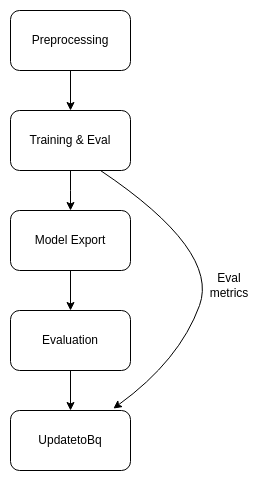 Preprocessing
Training & Eval
Model Export
Eval
metrics
Evaluation
UpdatetoBq